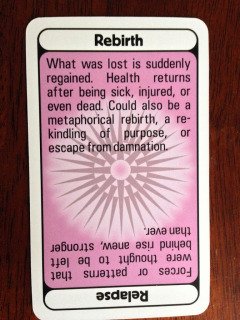 Rebirth
What was lost is suddenly
regained. Health returns
after being sick, injured, or
even dead. Could also be a
metaphorical rebirth, a re-
kindling of purpose, or
escape from damnation.
Relapse
Forces or patterns that
were thought to be left
behind rise anew, stronger
than ever.